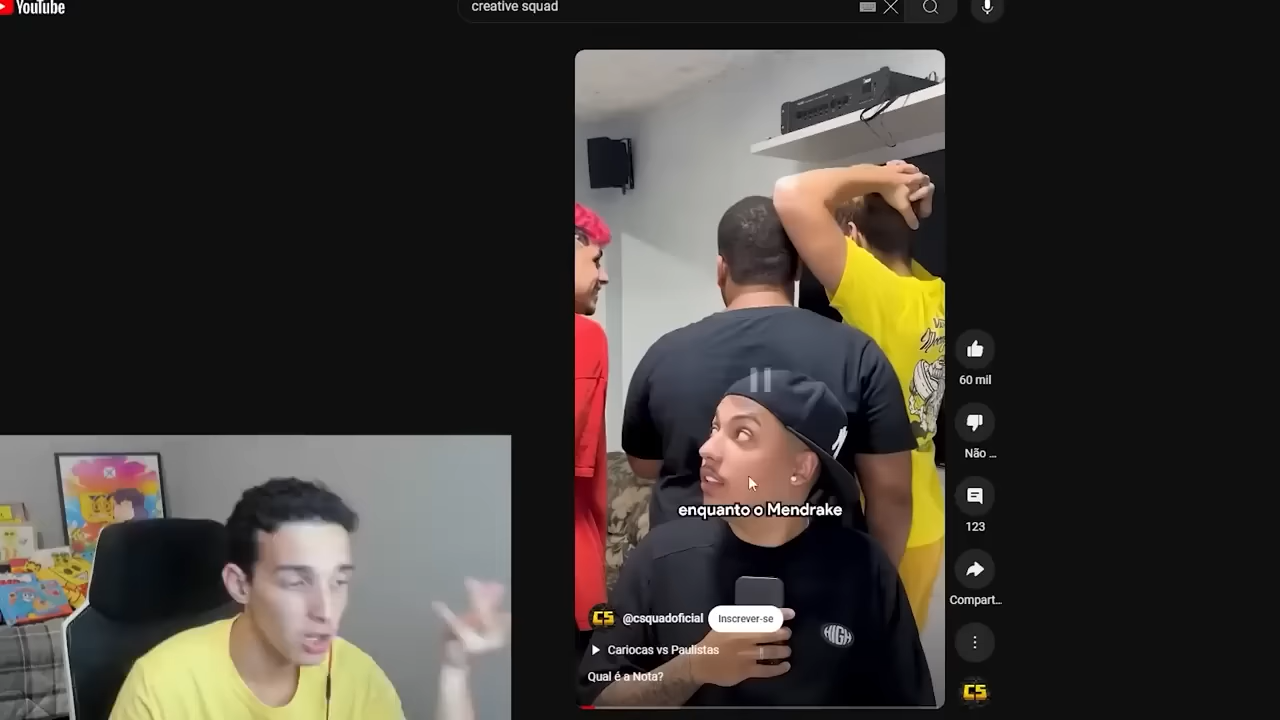 YouTube
creative squad
60 mil
Não ...
123
Compart...
enquanto o Mendrake
HIGH
CS @csquadoficial Inscrever-se
Cariocas vs Paulistas
Qual é a Nota?
CS